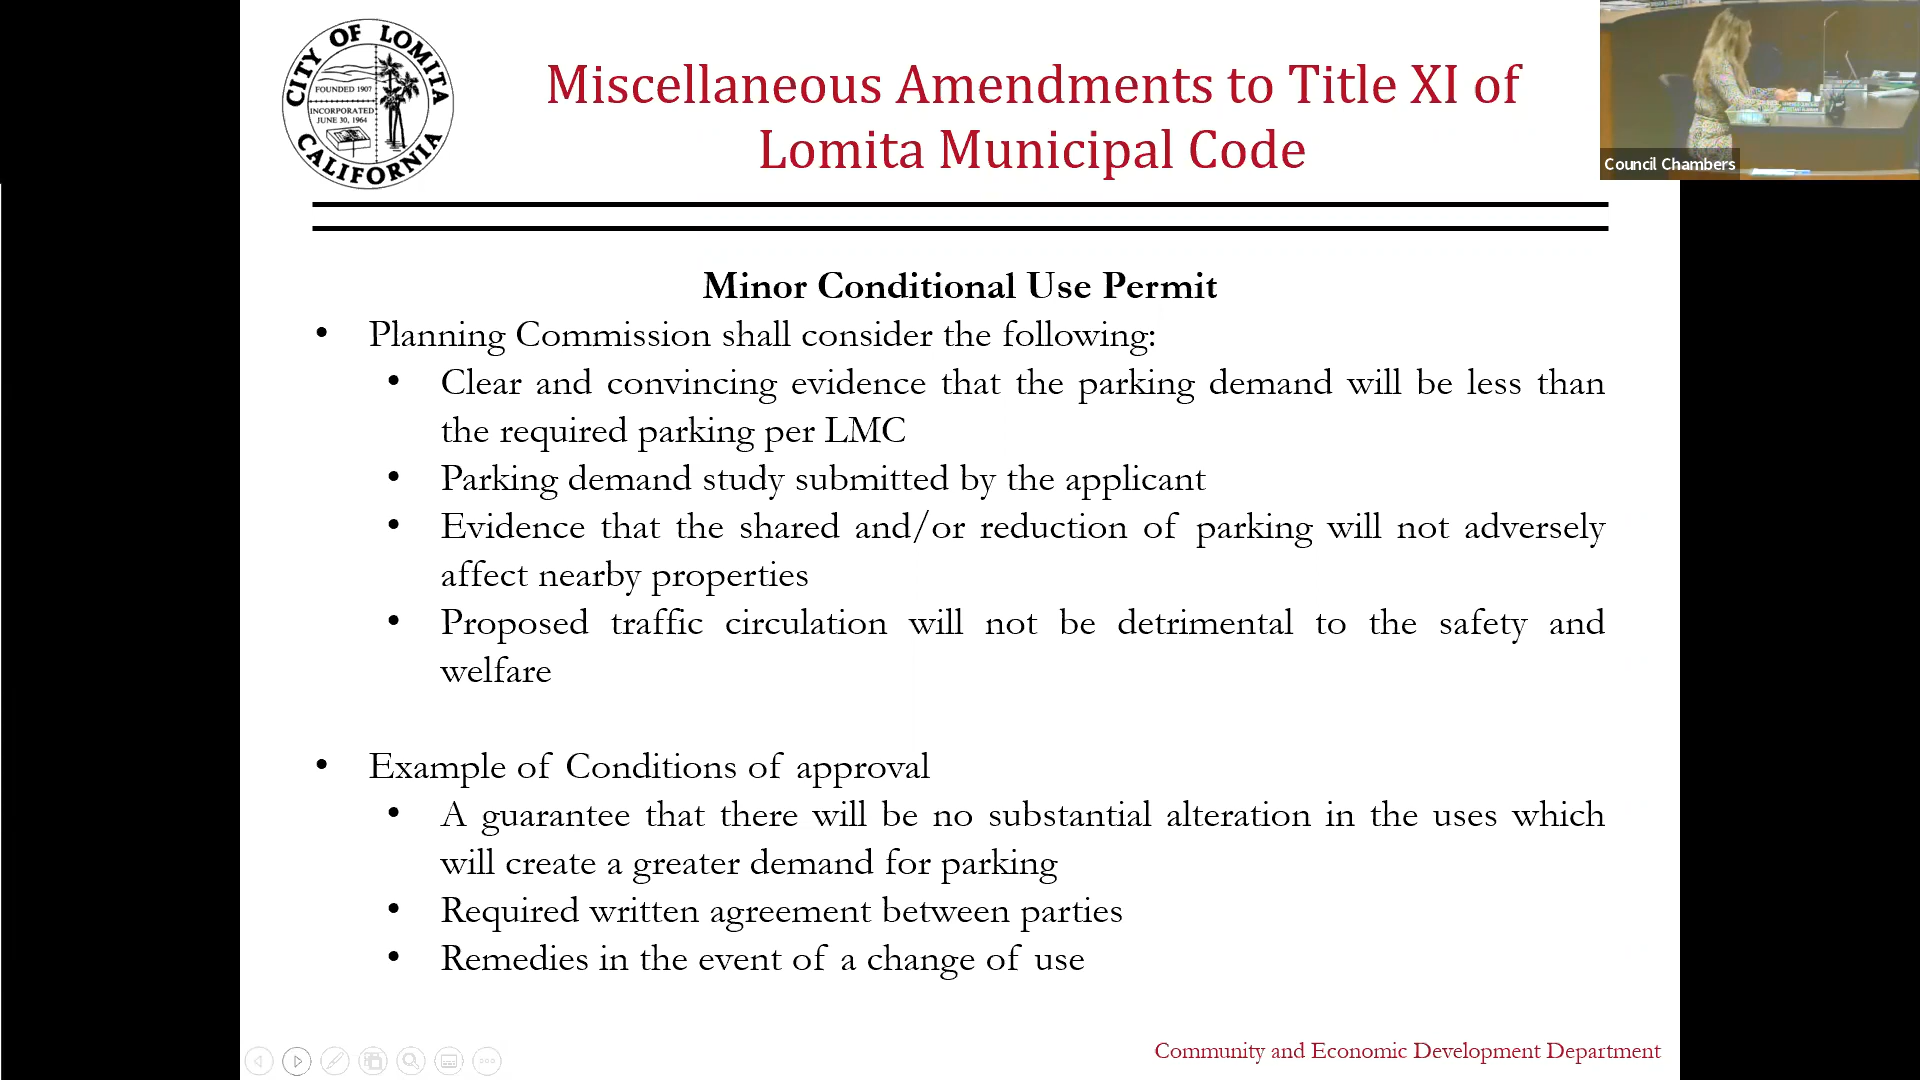 CITY OF LOMITA
FOUNDED 1907
INCORPORATED
JUNE 30, 1964
CALIFORNIA
Miscellaneous Amendments to Title XI of
Lomita Municipal Code
Council Chambers
Minor Conditional Use Permit
• Planning Commission shall consider the following:
• Clear and convincing evidence that the parking demand will be less than
the required parking per LMC
• Parking demand study submitted by the applicant
• Evidence that the shared and/or reduction of parking will not adversely
affect nearby properties
• Proposed traffic circulation will not be detrimental to the safety and
welfare
• Example of Conditions of approval
• A guarantee that there will be no substantial alteration in the uses which
will create a greater demand for parking
• Required written agreement between parties
• Remedies in the event of a change of use
Community and Economic Development Department